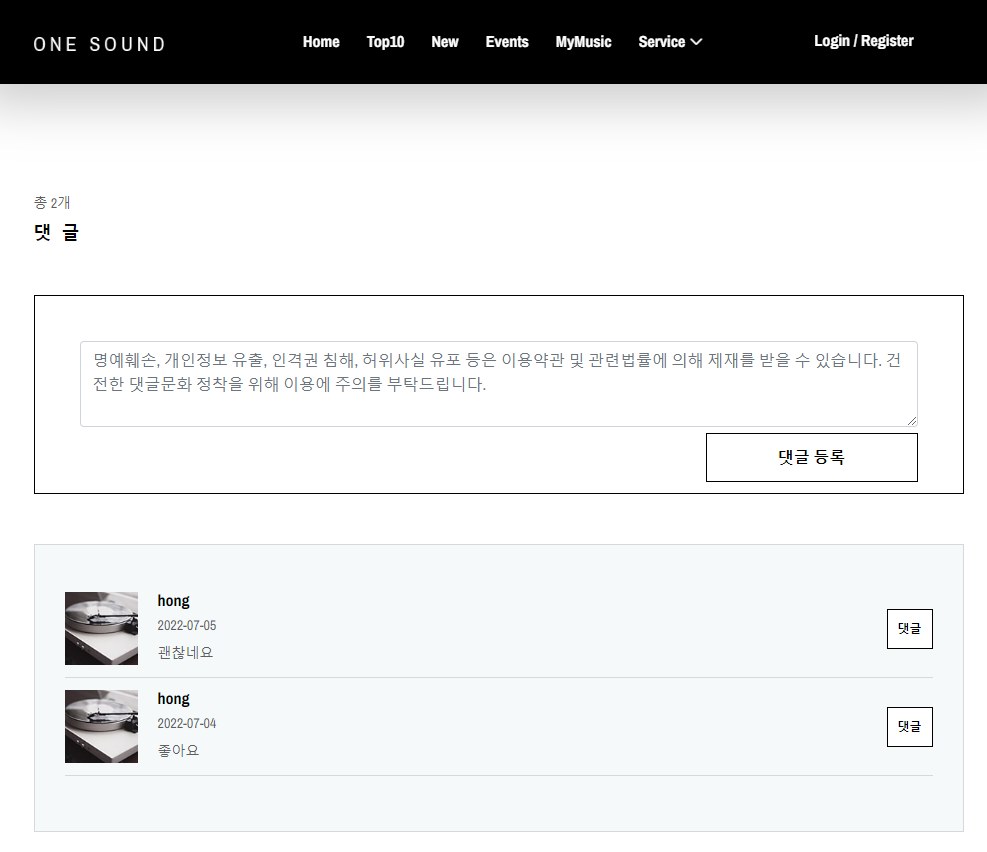 ONE SOUND
Home Top10 New Events MyMusic Service
Login / Register
총 2개
댓 글
명예훼손, 개인정보 유출, 인격권 침해, 허위사실 유포 등은 이용약관 및 관련법률에 의해 제재를 받을 수 있습니다. 건
전한 댓글문화 정착을 위해 이용에 주의를 부탁드립니다.
댓글 등록
hong
2022-07-05
괜찮네요
댓글
hong
2022-07-04
좋아요
댓글